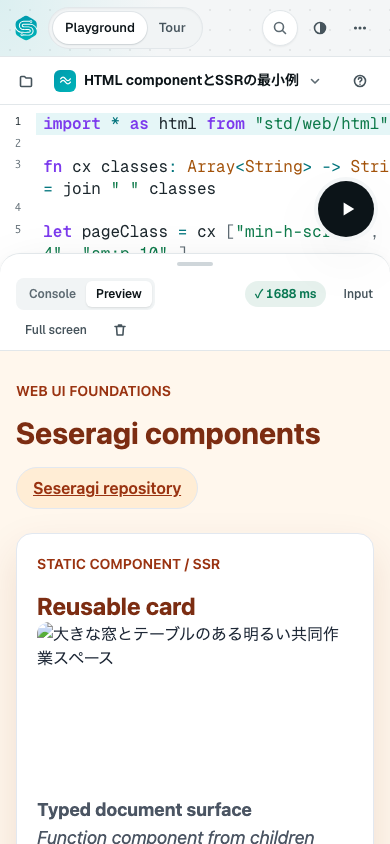 Playground
Tour
HTML componentとSSRの最小例
1 import * as html from "std/web/html"
2
3 fn cx classes: Array<String> -> Stri
= join " " classes
4
5 let pageClass = cx ["min-h-scr ,
Console
Preview
✓ 1688 ms
Input
Full screen
WEB UI FOUNDATIONS
Seseragi components
Seseragi repository
STATIC COMPONENT / SSR
Reusable card
大きな窓とテーブルのある明るい共同作
業スペース
Typed document surface
Function component from children